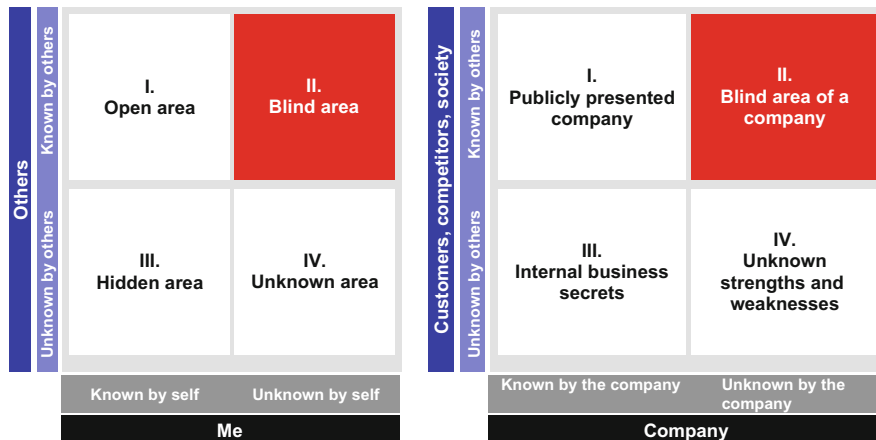 Others
Known by others
Unknown by others
I.
Open area
II.
Blind area
III.
Hidden area
IV.
Unknown area
Known by self
Unknown by self
Me
Customers, competitors, society
Known by others
Unknown by others
I.
Publicly presented
company
II.
Blind area of a
company
III.
Internal business
secrets
IV.
Unknown
strengths and
weaknesses
Known by the company
Unknown by the
company
Company